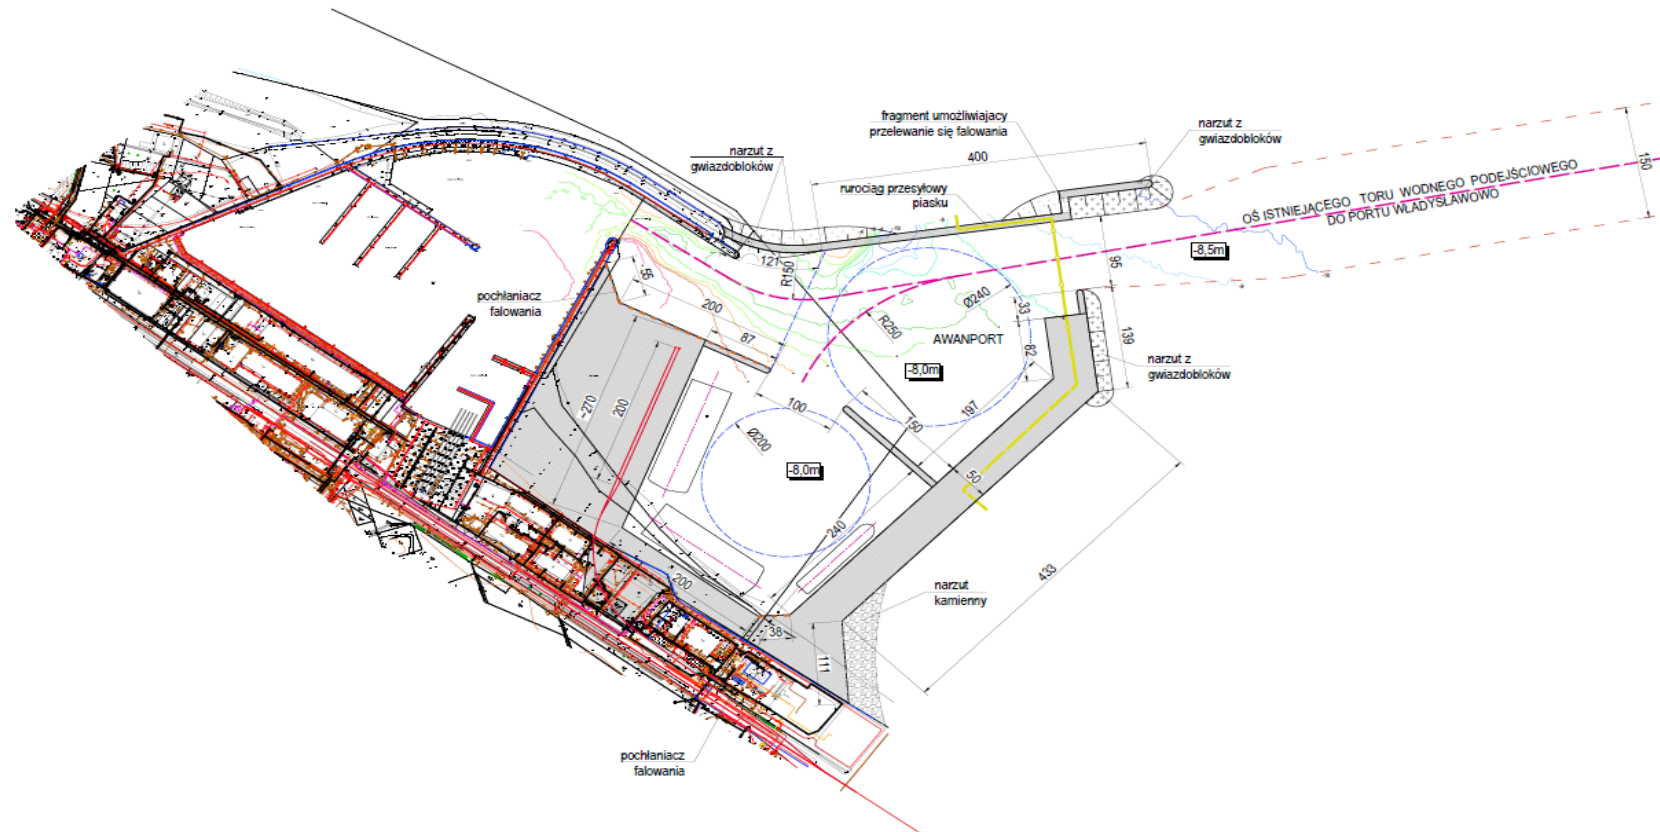 fragment umożliwiajacy
przelewanie się falowania
narzut z
gwiazdobloków
400
150
narzut z
gwiazdobloków
rurociąg przesyłowy
piasku
OŚ ISTNIEJĄCEGO TORU WODNEGO PODEJŚCIOWEGO
DO PORTU WŁADYSŁAWOWO
-8,5m
121
R150
95
55
pochłaniacz
falowania
200
Ø240
33
R250
AWANPORT
87
82
139
narzut z
gwiazdobloków
-8,0m
~270
200
100
197
150
Ø200
-8,0m
50
240
433
200
narzut
kamienny
38
111
pochłaniacz
falowania